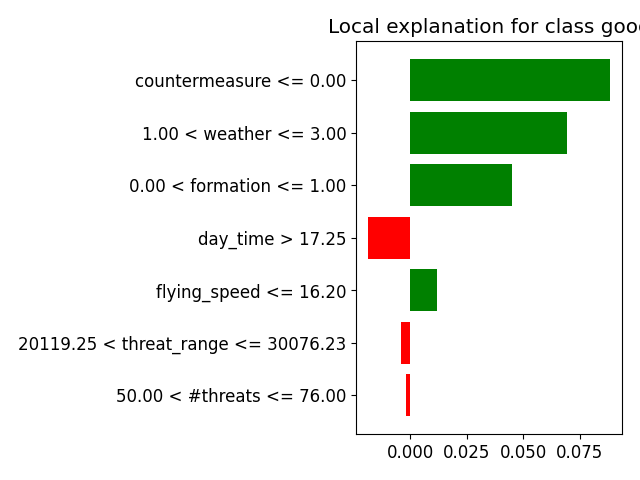 Local explanation for class good
countermeasure <= 0.00
1.00 < weather <= 3.00
0.00 < formation <= 1.00
day_time > 17.25
flying_speed <= 16.20
20119.25 < threat_range <= 30076.23
50.00 < #threats <= 76.00
0.000 0.025 0.050 0.075